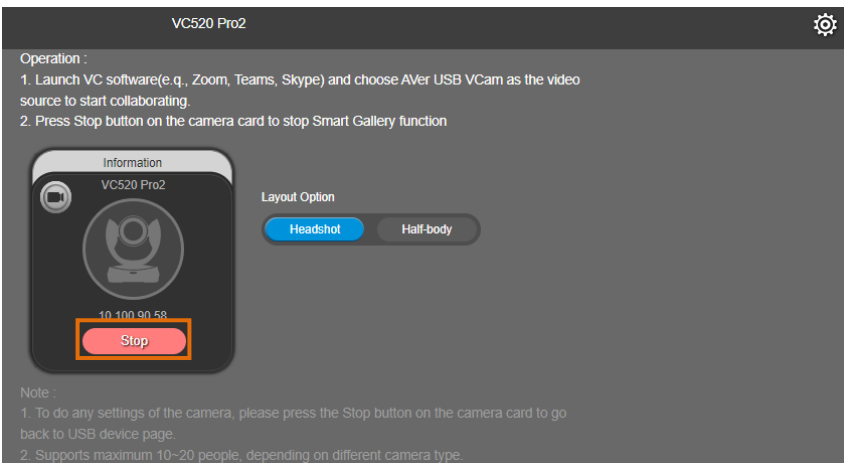 VC520 Pro2
Operation :
1. Launch VC software(e.g., Zoom, Teams, Skype) and choose AVer USB VCam as the video
source to start collaborating.
2. Press Stop button on the camera card to stop Smart Gallery function
Information
VC520 Pro2
Layout Option
Headshot Half-body
10.100.90.58
Stop
Note :
1. To do any settings of the camera, please press the Stop button on the camera card to go
back to USB device page.
2. Supports maximum 10~20 people, depending on different camera type.